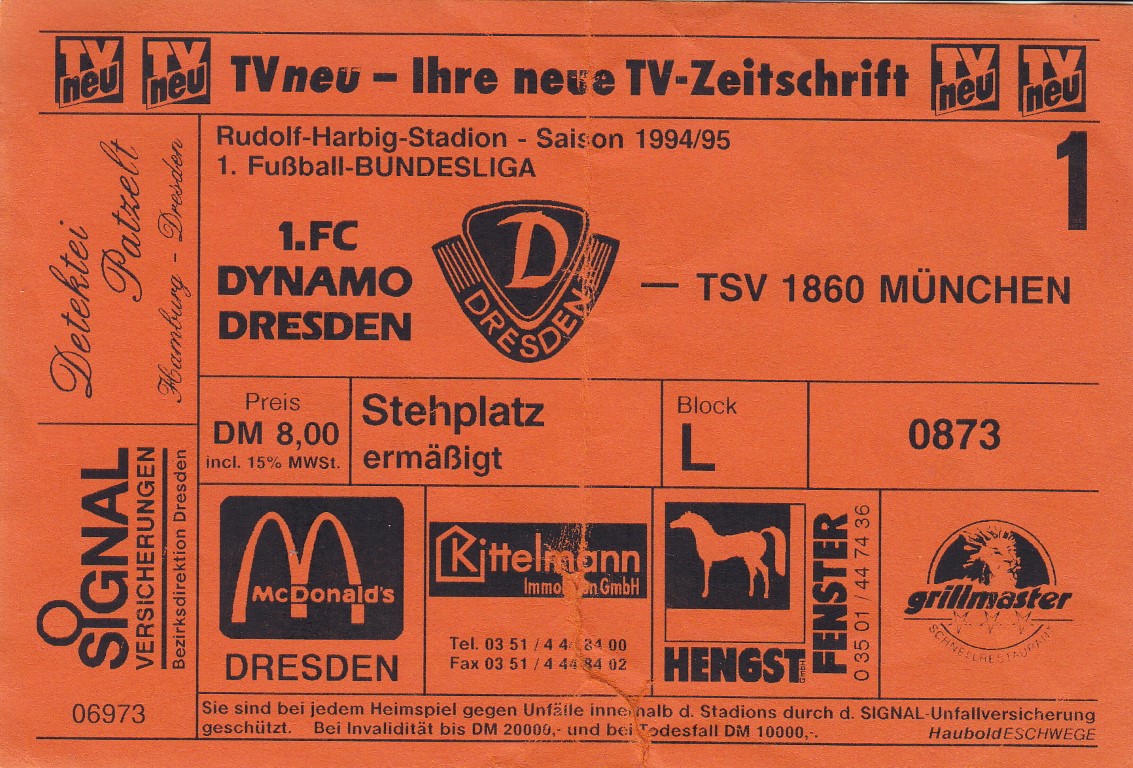 TV neu
TV neu
TVneu – Ihre neue TV-Zeitschrift
TV neu
TV neu
Detektei
Patzelt
Hamburg - Dresden
Rudolf-Harbig-Stadion - Saison 1994/95
1. Fußball-BUNDESLIGA
1
1.FC
DYNAMO
DRESDEN
D
DRESDEN
— TSV 1860 MÜNCHEN
Preis
DM 8,00
incl. 15% MWSt.
Stehplatz
ermäßigt
Block
L
0873
SIGNAL
VERSICHERUNGEN
Bezirksdirektion Dresden
McDonald's
DRESDEN
Kittelmann
Immobilien GmbH
Tel. 03 51 / 4 44 84 00
Fax 03 51 / 4 44 84 02
HENGST GmbH
FENSTER
0 35 01 / 44 74 36
grillmaster
SCHNELLRESTAURANT
06973
Sie sind bei jedem Heimspiel gegen Unfälle innerhalb d. Stadions durch d. SIGNAL-Unfallversicherung
geschützt. Bei Invalidität bis DM 20000,- und bei Todesfall DM 10000,-.
HauboldESCHWEGE